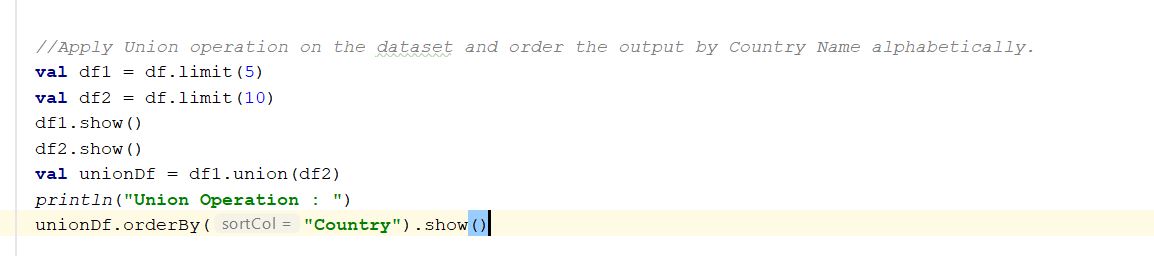 //Apply Union operation on the dataset and order the output by Country Name alphabetically.
val df1 = df.limit(5)
val df2 = df.limit(10)
df1.show()
df2.show()
val unionDf = df1.union(df2)
println("Union Operation : ")
unionDf.orderBy( sortCol = "Country").show()